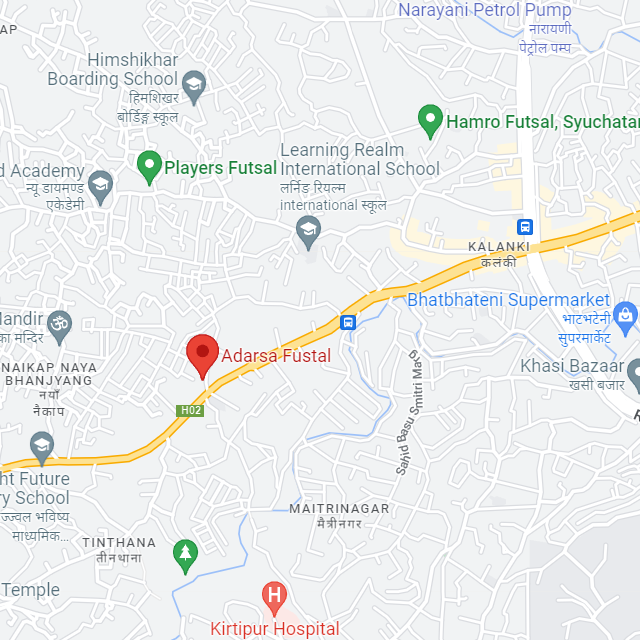 Narayani Petrol Pump
नारायणी
पेट्रोल पम्प
AP
Himshikhar
Boarding School
हिमशिखर
बोर्डिङ्ग स्कूल
Hamro Futsal, Syuchatar
Learning Realm
International School
लर्निङ रियल्म
international स्कूल
Players Futsal
d Academy
न्यू डायमण्ड
एकेडेमी
KALANKI
कलंकी
Bhatbhateni Supermarket
भाटभटेनी
सुपरमार्केट
Mandir
का मन्दिर
Adarsa Fustal
NAIKAP NAYA
BHANJYANG
नयाँ
नैकाप
Khasi Bazaar
खसी बजार
H02
Sahid Basu Smitri Marg
R
ht Future
ry School
उज्ज्वल भविष्य
माध्यमिक...
MAITRINAGAR
मैत्रीनगर
TINTHANA
तीनथाना
Temple
H
Kirtipur Hospital